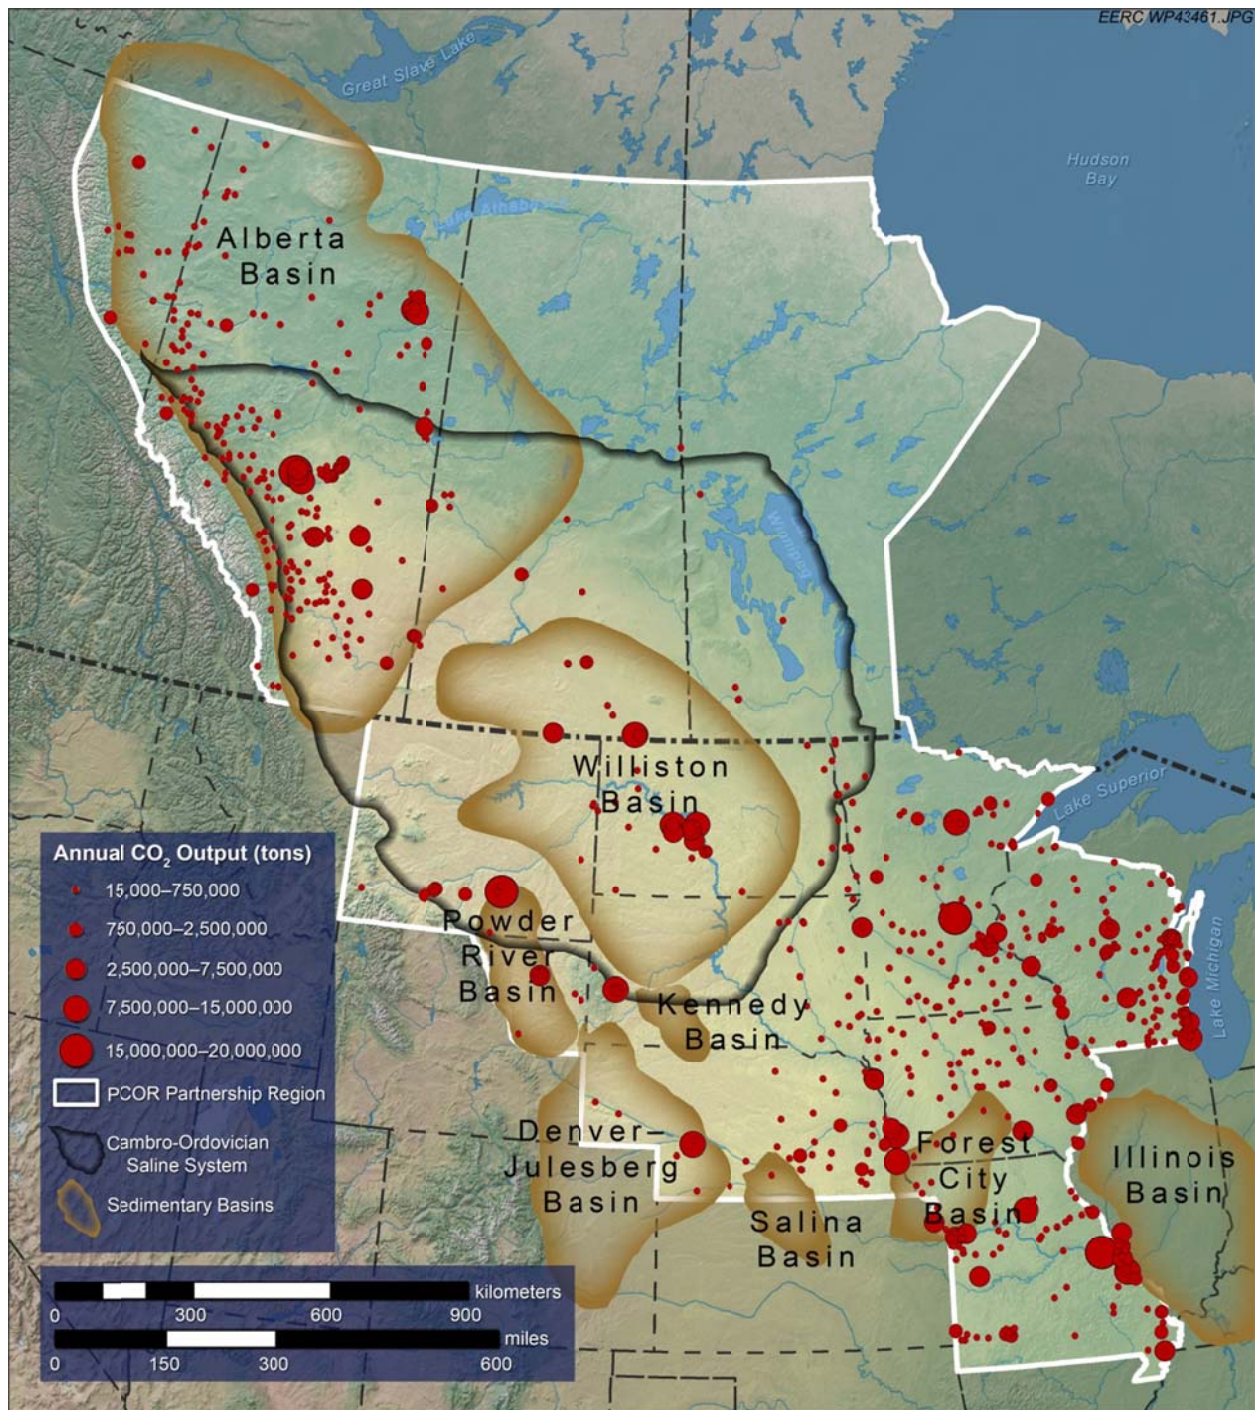 EERC WP43461.JPG
Great Slave Lake
Hudson
Bay
Lake Athabasca
Alberta
Basin
Winnipeg
Williston
Basin
Lake Superior
Annual CO₂ Output (tons)
15,000–750,000
750,000–2,500,000
2,500,000–7,500,000
7,500,000–15,000,000
15,000,000–20,000,000
PCOR Partnership Region
Cambro-Ordovician
Saline System
Sedimentary Basins
Powder
River
Basin
Lake Michigan
Kennedy
Basin
Denver–
Julesberg
Basin
Forest
City
Basin
Illinois
Basin
Salina
Basin
kilometers
0 300 600 900
miles
0 150 300 600